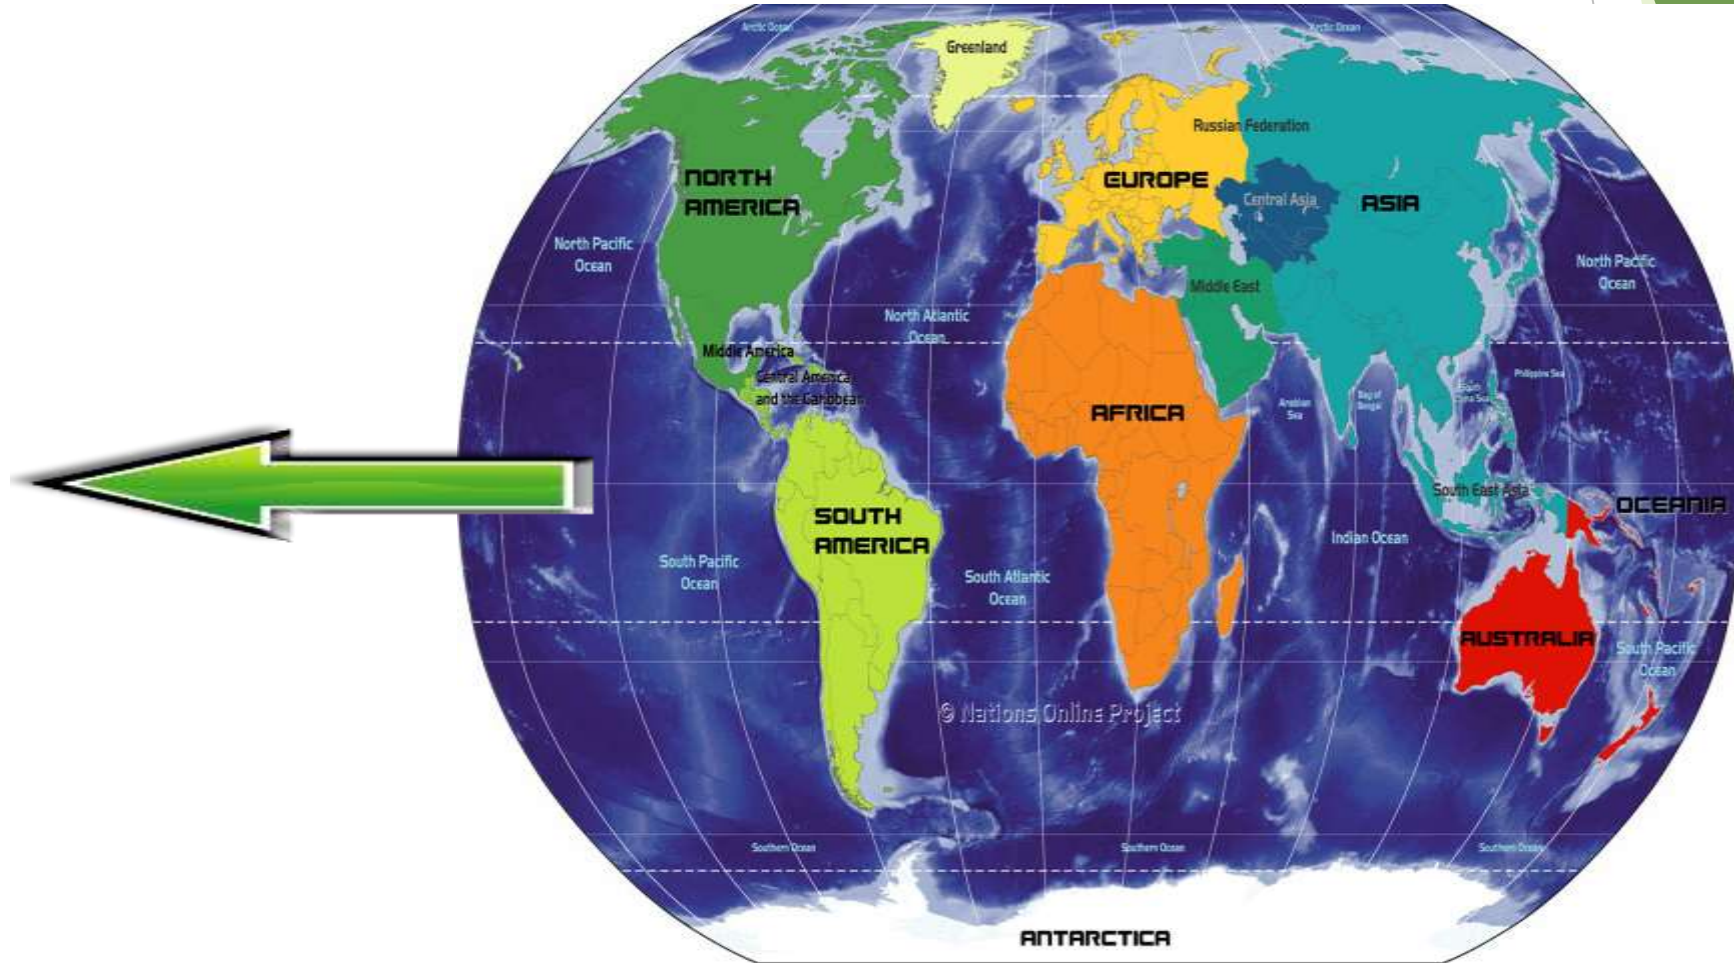 Arctic Ocean
Arctic Ocean
Greenland
Russian Federation
NORTH
AMERICA
EUROPE
Central Asia
ASIA
North Pacific
Ocean
North Pacific
Ocean
Middle East
North Atlantic
Ocean
Middle America
Central America
and the Caribbean
Philippine Sea
South
China Sea
Bay of
Bengal
Arabian
Sea
AFRICA
South East Asia
OCEANIA
SOUTH
AMERICA
Indian Ocean
South Pacific
Ocean
South Atlantic
Ocean
AUSTRALIA
South Pacific
Ocean
© Nations Online Project
Southern Ocean
Southern Ocean
Southern Ocean
ANTARCTICA